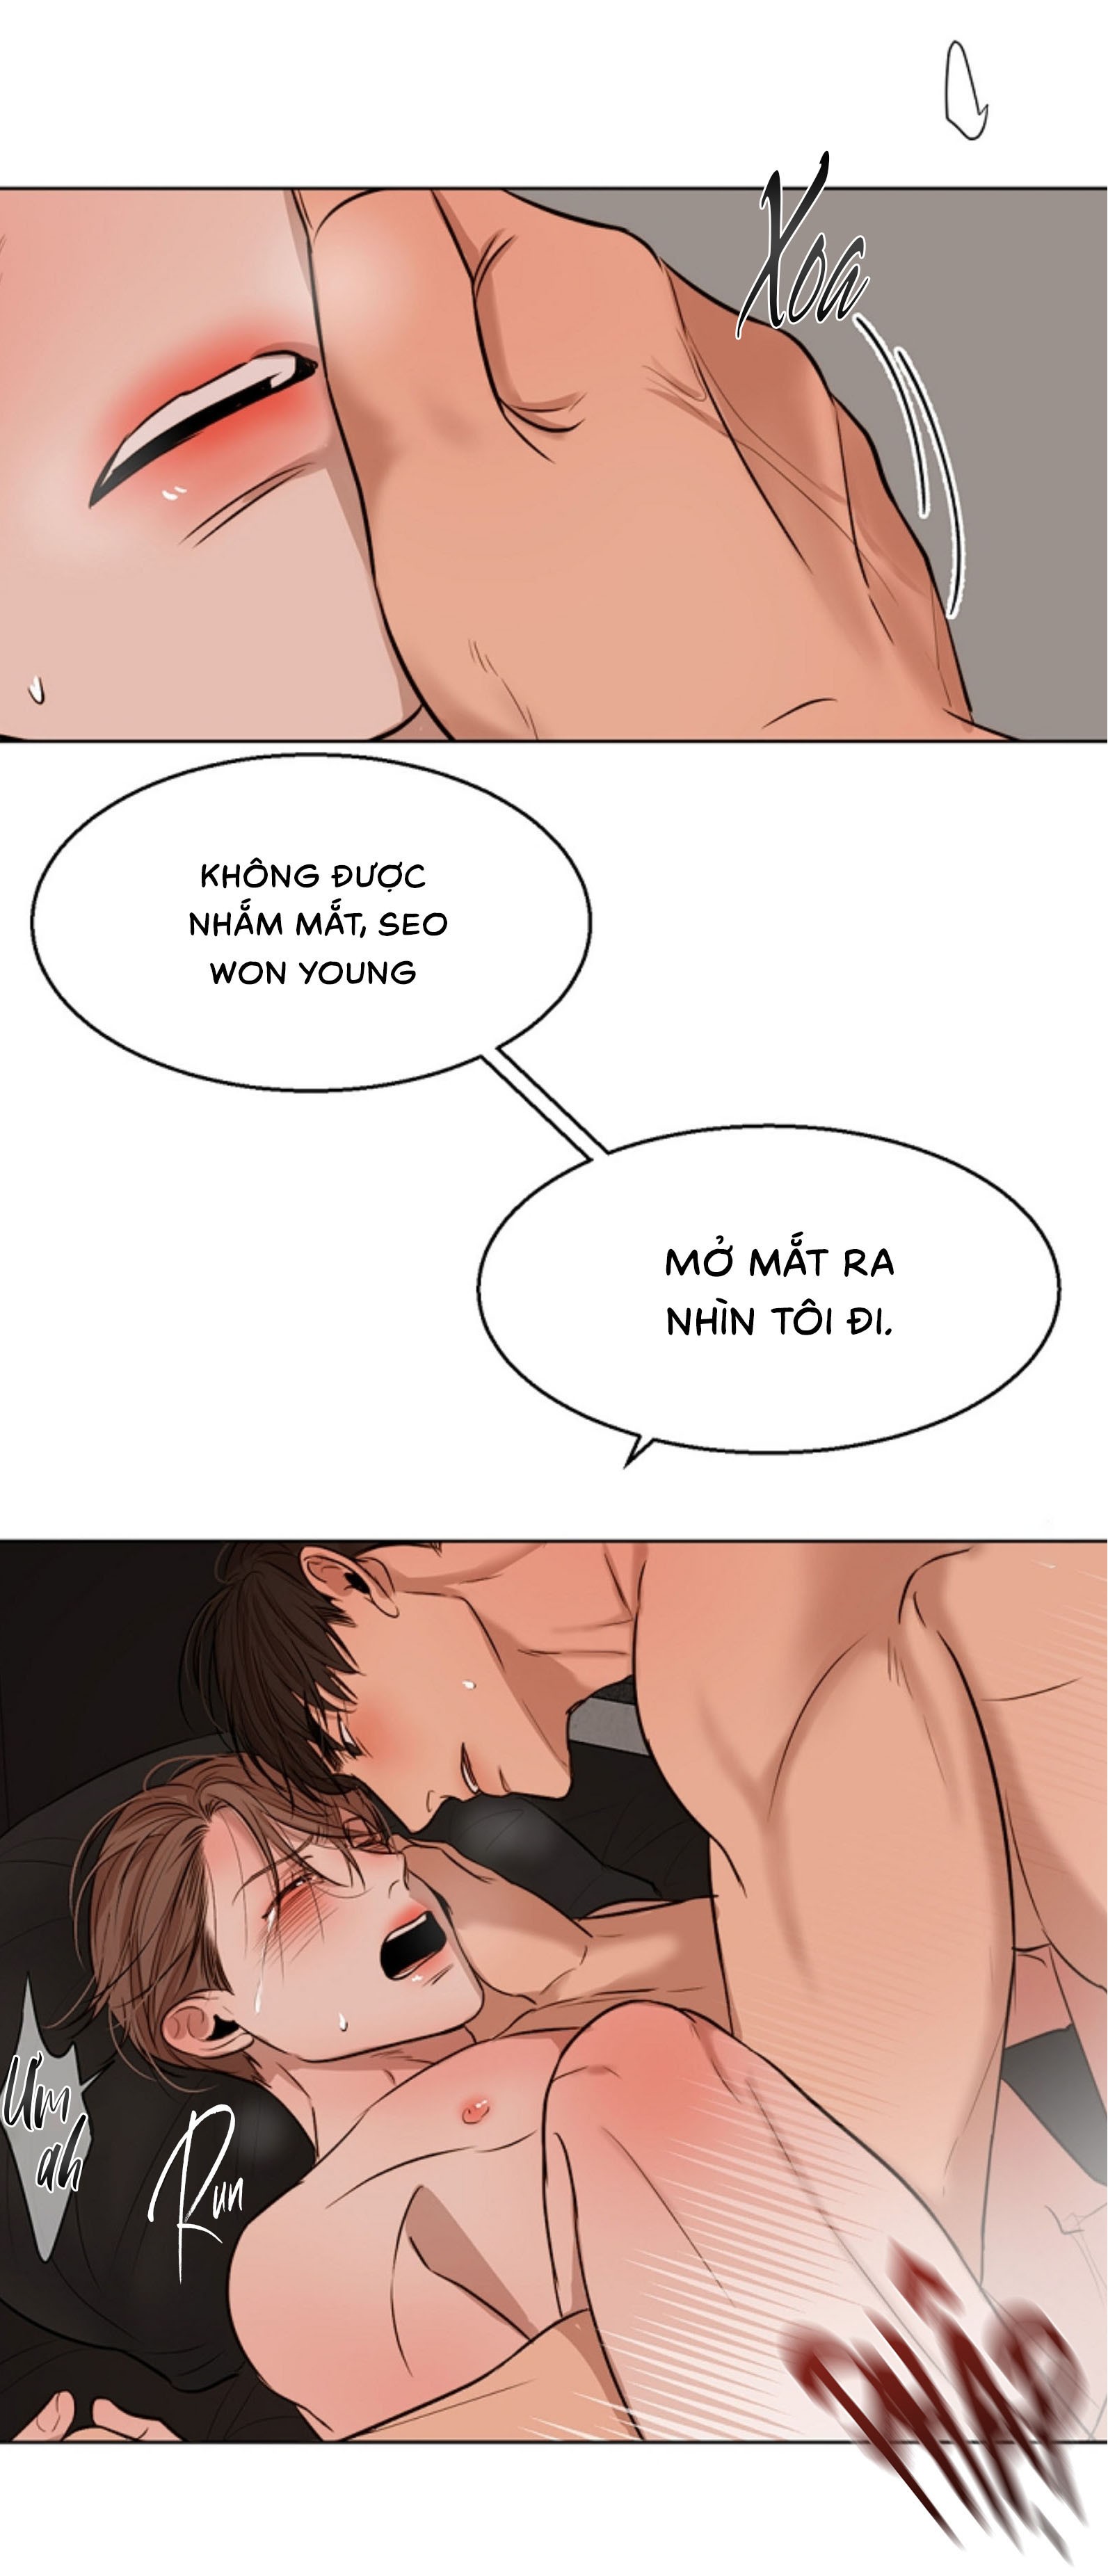 Xoa
KHÔNG ĐƯỢC
NHẮM MẮT, SEO
WON YOUNG
MỞ MẮT RA
NHÌN TÔI ĐI.
Ưm
ah
Run